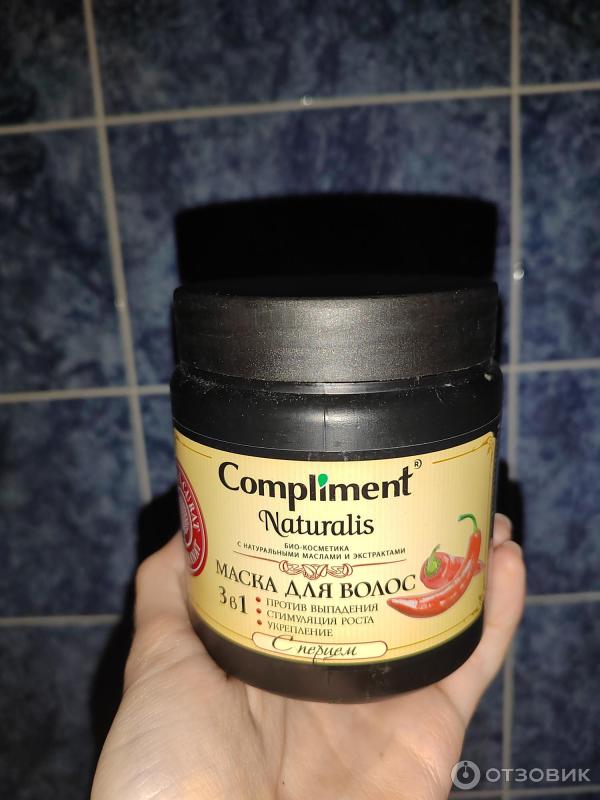 Compliment®
Naturalis
БИО-КОСМЕТИКА
С НАТУРАЛЬНЫМИ МАСЛАМИ И ЭКСТРАКТАМИ
МАСКА ДЛЯ ВОЛОС
3 в 1
• ПРОТИВ ВЫПАДЕНИЯ
• СТИМУЛЯЦИЯ РОСТА
• УКРЕПЛЕНИЕ
С перцем
ОТЗОВИК